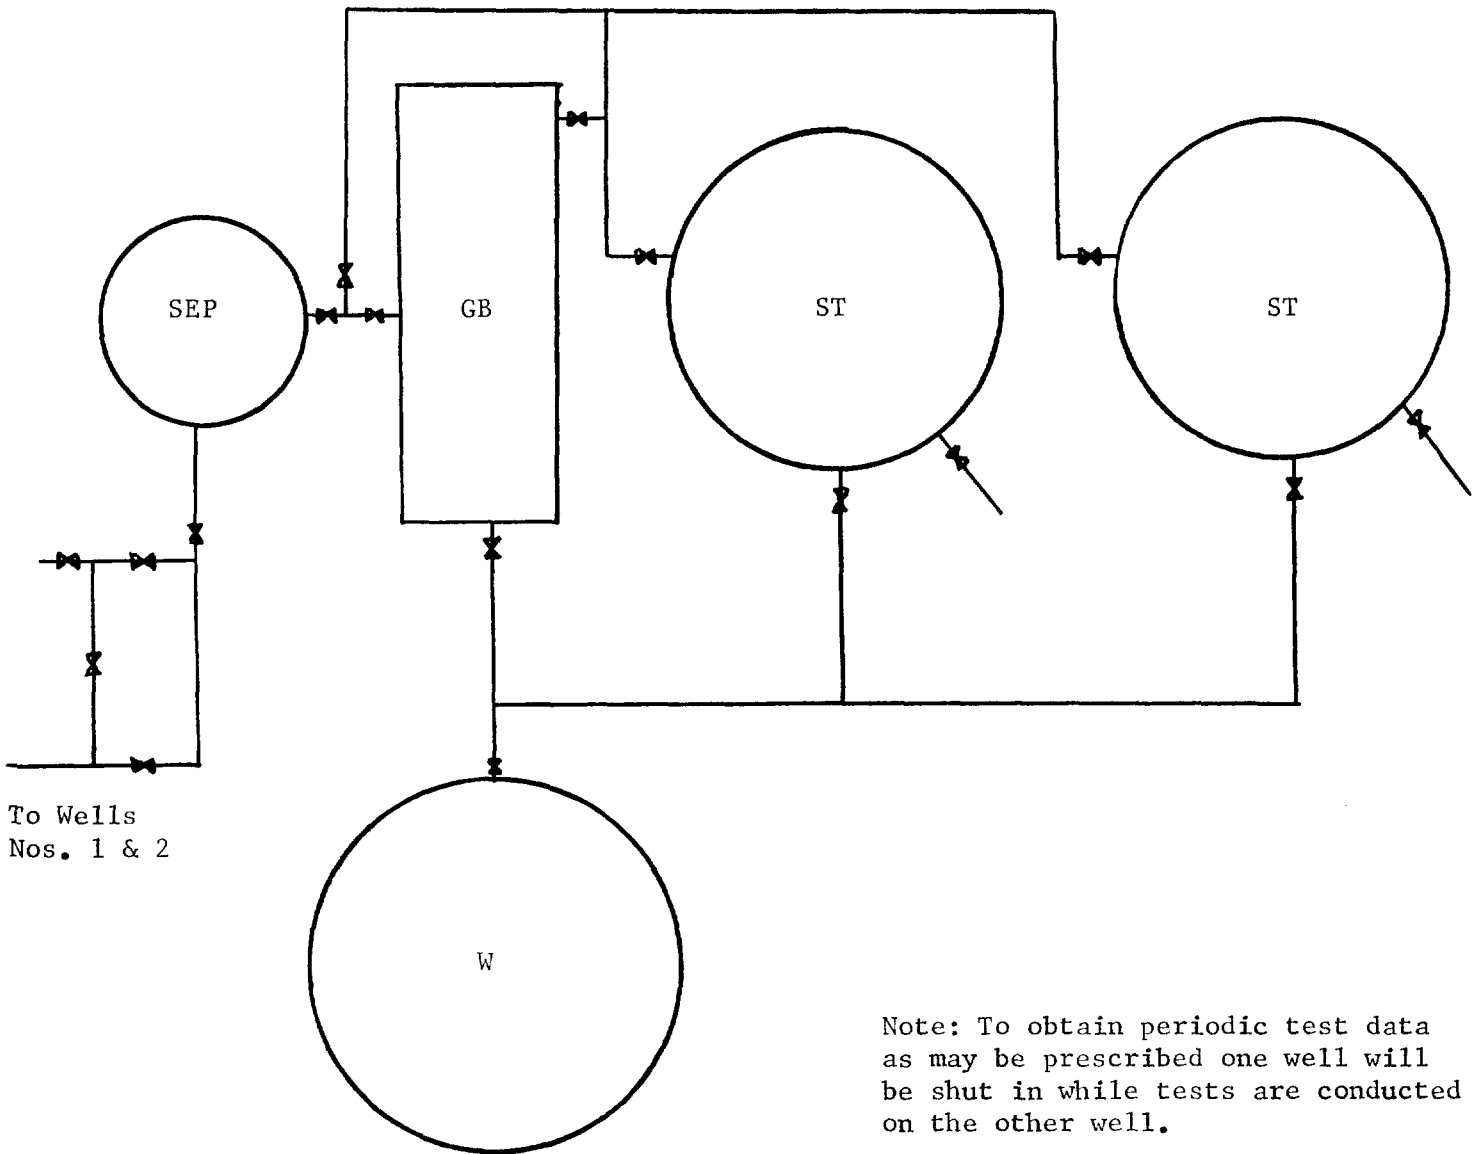 SEP
GB
ST
ST
To Wells
Nos. 1 & 2
W
Note: To obtain periodic test data
as may be prescribed one well will
be shut in while tests are conducted
on the other well.